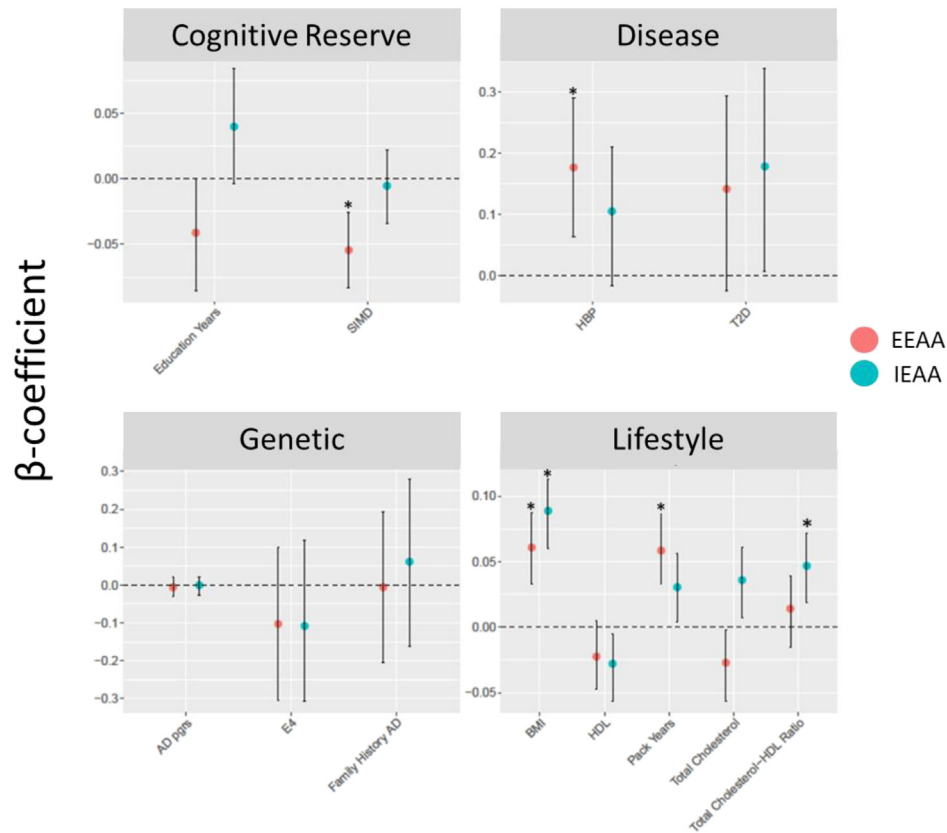 Cognitive Reserve
Disease
β-coefficient
0.05
0.00
−0.05
*
Education Years
SIMD
0.3
0.2
0.1
0.0
*
HBP
T2D
EEAA
IEAA
Genetic
Lifestyle
0.3
0.2
0.1
0.0
−0.1
−0.2
−0.3
AD pgrs
E4
Family History AD
0.10
0.05
0.00
−0.05
*
*
*
*
BMI
HDL
Pack Years
Total Cholesterol
Total Cholesterol−HDL Ratio